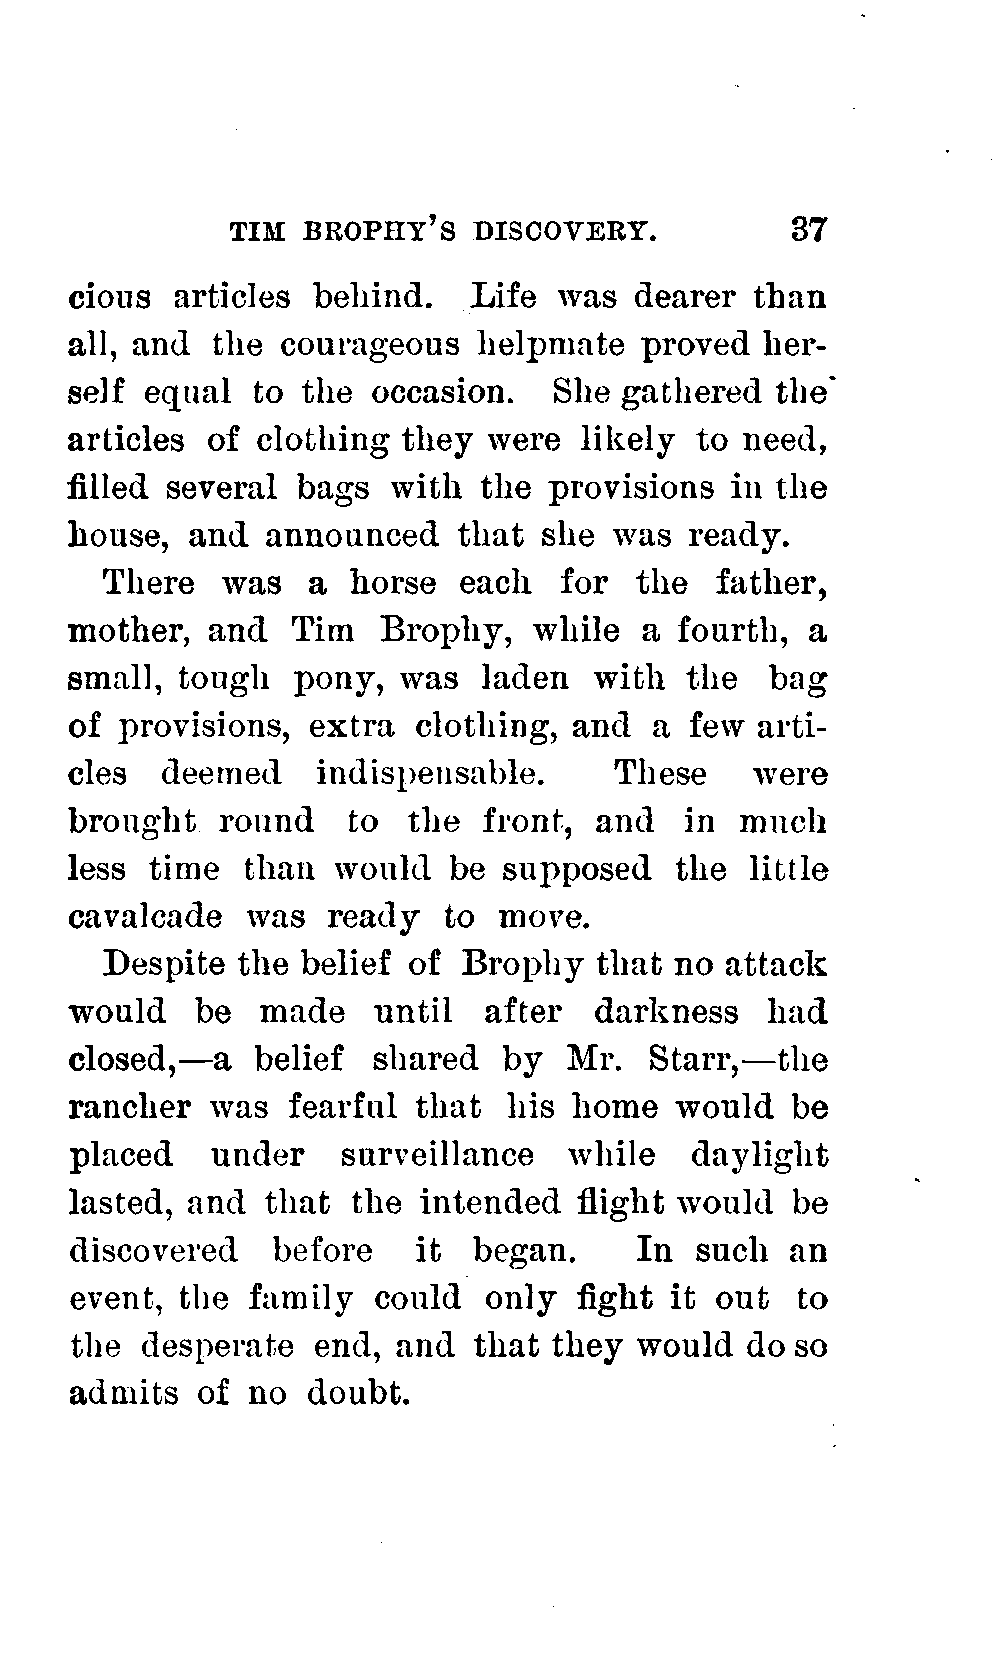 TIM BROPHY'S DISCOVERY. 37
cious articles behind. Life was dearer than
all, and the courageous helpmate proved her-
self equal to the occasion. She gathered the
articles of clothing they were likely to need,
filled several bags with the provisions in the
house, and announced that she was ready.
There was a horse each for the father,
mother, and Tim Brophy, while a fourth, a
small, tough pony, was laden with the bag
of provisions, extra clothing, and a few arti-
cles deemed indispensable. These were
brought round to the front, and in much
less time than would be supposed the little
cavalcade was ready to move.
Despite the belief of Brophy that no attack
would be made until after darkness had
closed,—a belief shared by Mr. Starr,—the
rancher was fearful that his home would be
placed under surveillance while daylight
lasted, and that the intended flight would be
discovered before it began. In such an
event, the family could only fight it out to
the desperate end, and that they would do so
admits of no doubt.